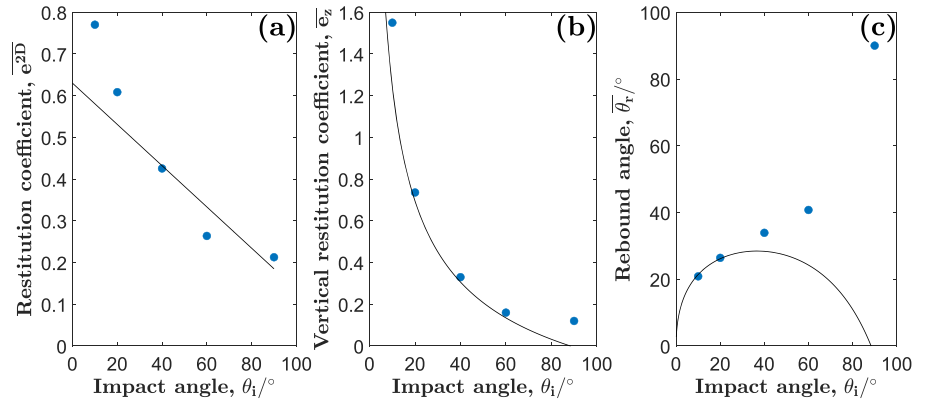 (a)
0.8
0.7
0.6
0.5
0.4
0.3
0.2
0.1
0
0 20 40 60 80 100
Restitution coefficient, e^2D
Impact angle, θi/°
(b)
1.6
1.4
1.2
1
0.8
0.6
0.4
0.2
0
0 20 40 60 80 100
Vertical restitution coefficient, e̅z
Impact angle, θi/°
(c)
100
80
60
40
20
0
0 20 40 60 80 100
Rebound angle, θ̅r/°
Impact angle, θi/°